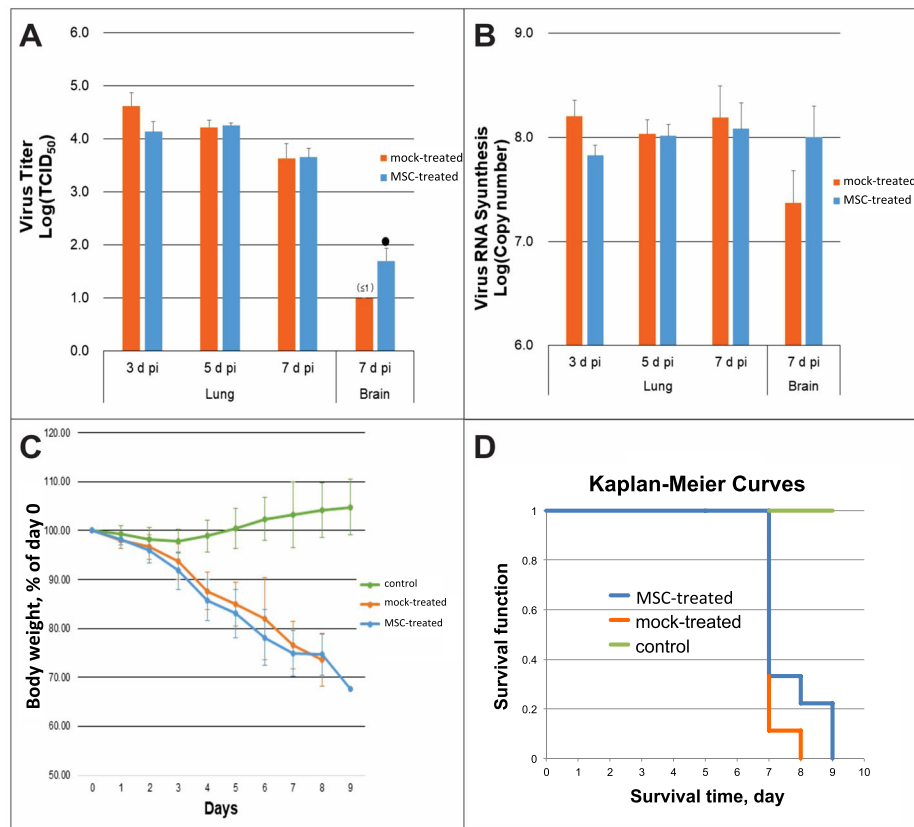 A
6.0
5.0
4.0
3.0
2.0
1.0
0.0
Virus Titer
Log(TCID50)
mock-treated
MSC-treated
(≤1)
3 d pi
5 d pi
7 d pi
7 d pi
Lung
Brain
B
9.0
8.0
7.0
6.0
Virus RNA Syunthesis
Log(Copy number)
mock-treated
MSC-treated
3 d pi
5 d pi
7 d pi
7 d pi
Lung
Brain
C
120.00
110.00
100.00
90.00
80.00
70.00
60.00
50.00
Body weight, % of day 0
control
mock-treated
MSC-treated
0 1 2 3 4 5 6 7 8 9
Days
D
Kaplan-Meier Curves
1
0.8
0.6
0.4
0.2
0
Survival function
MSC-treated
mock-treated
control
0 1 2 3 4 5 6 7 8 9 10
Survival time, day